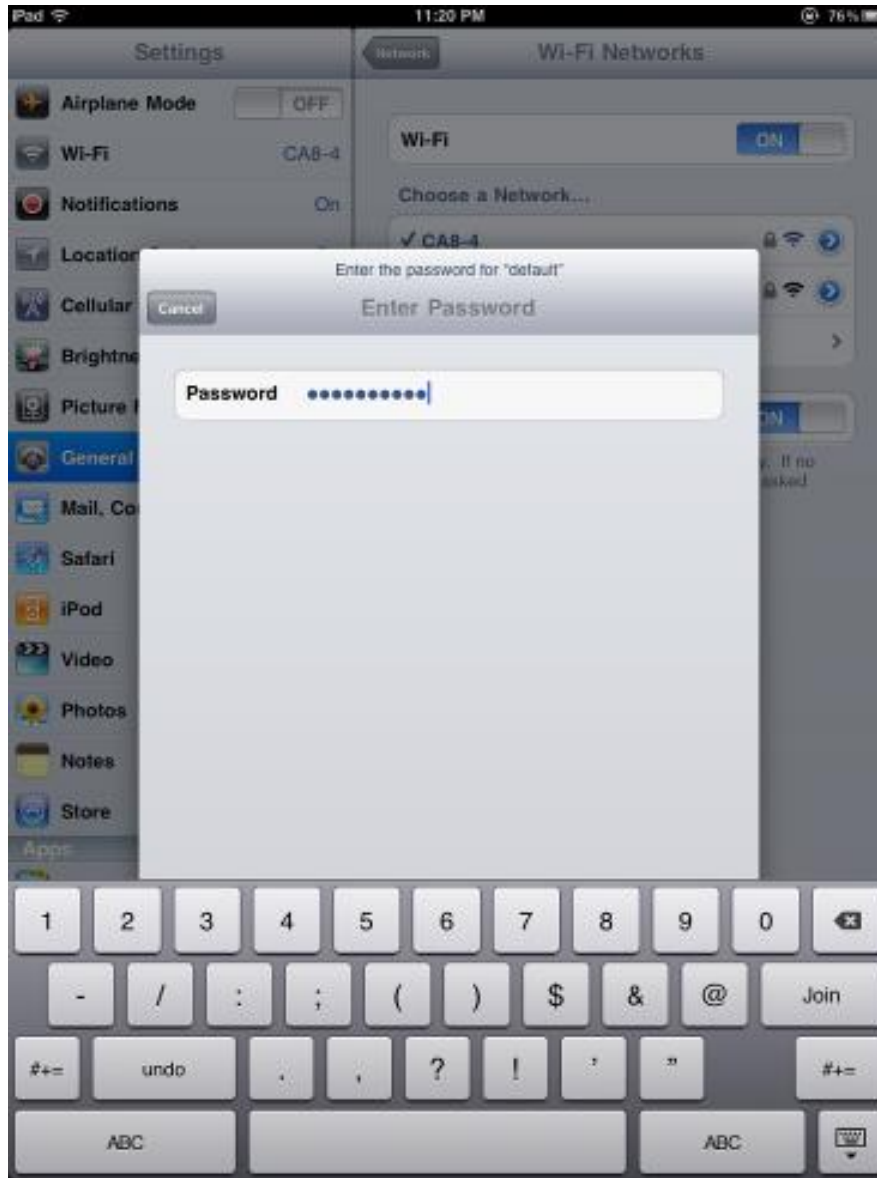 iPad 11:20 PM 76%
Settings
Network Wi-Fi Networks
Airplane Mode OFF
Wi-Fi CA8-4
Notifications On
Location
Cellular
Brightne
Picture
General
Mail, Co
Safari
iPod
Video
Photos
Notes
Store
Apps
Wi-Fi ON
Choose a Network...
✓ CA8-4
ON
y. If no
asked
Enter the password for "default"
Cancel Enter Password
Password ••••••••••
1 2 3 4 5 6 7 8 9 0
- / : ; ( ) $ & @ Join
#+= undo . , ? ! ' " #+=
ABC ABC